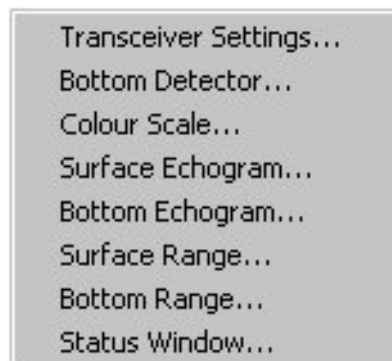 Transceiver Settings...
Bottom Detector...
Colour Scale...
Surface Echogram...
Bottom Echogram...
Surface Range...
Bottom Range...
Status Window...